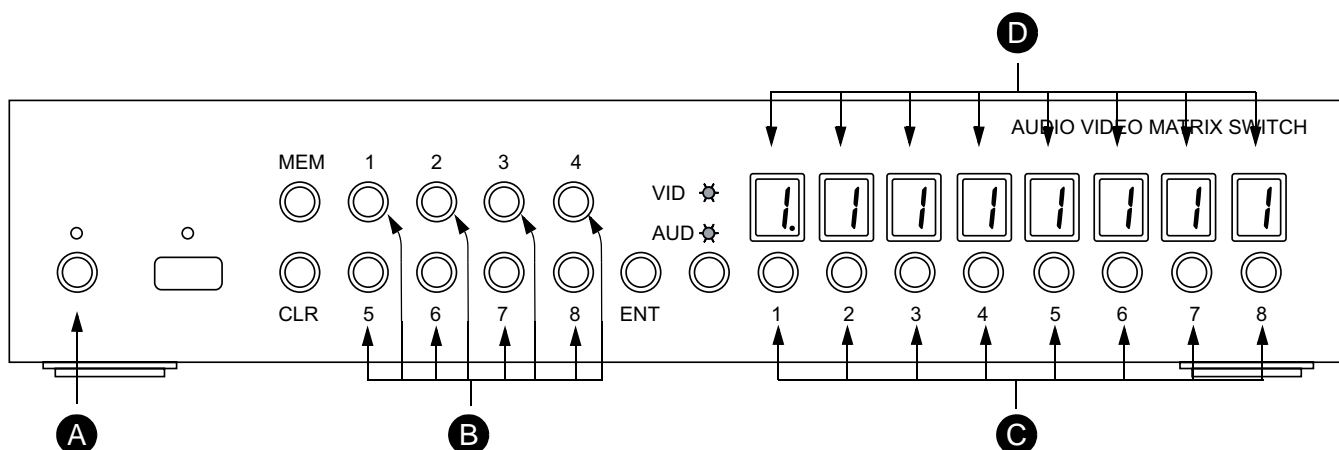 D
AUDIO VIDEO MATRIX SWITCH
MEM 1 2 3 4
VID 1. 1 1 1 1 1 1 1
AUD
CLR 5 6 7 8 ENT 1 2 3 4 5 6 7 8
A B C